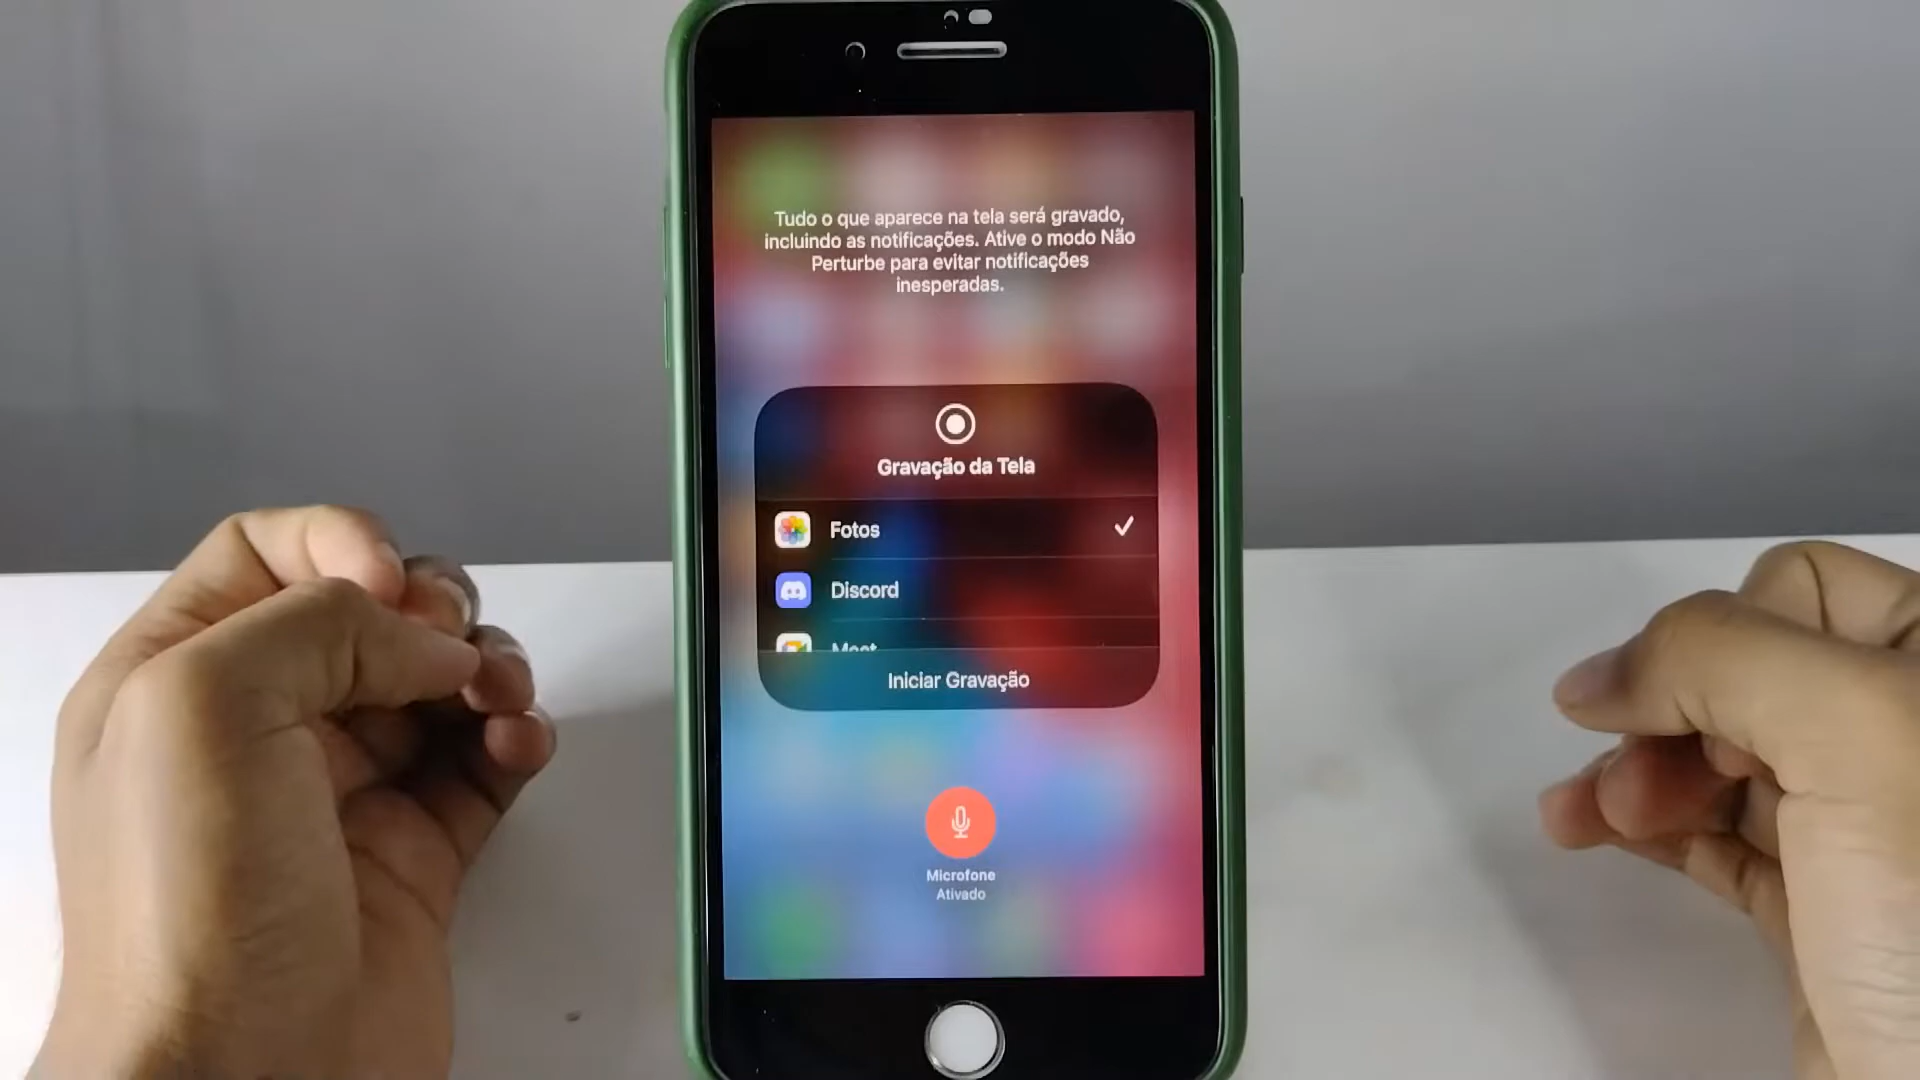 Tudo o que aparece na tela será gravado,
incluindo as notificações. Ative o modo Não
Perturbe para evitar notificações
inesperadas.
Gravação da Tela
Fotos
Discord
Meet
Iniciar Gravação
Microfone
Ativado